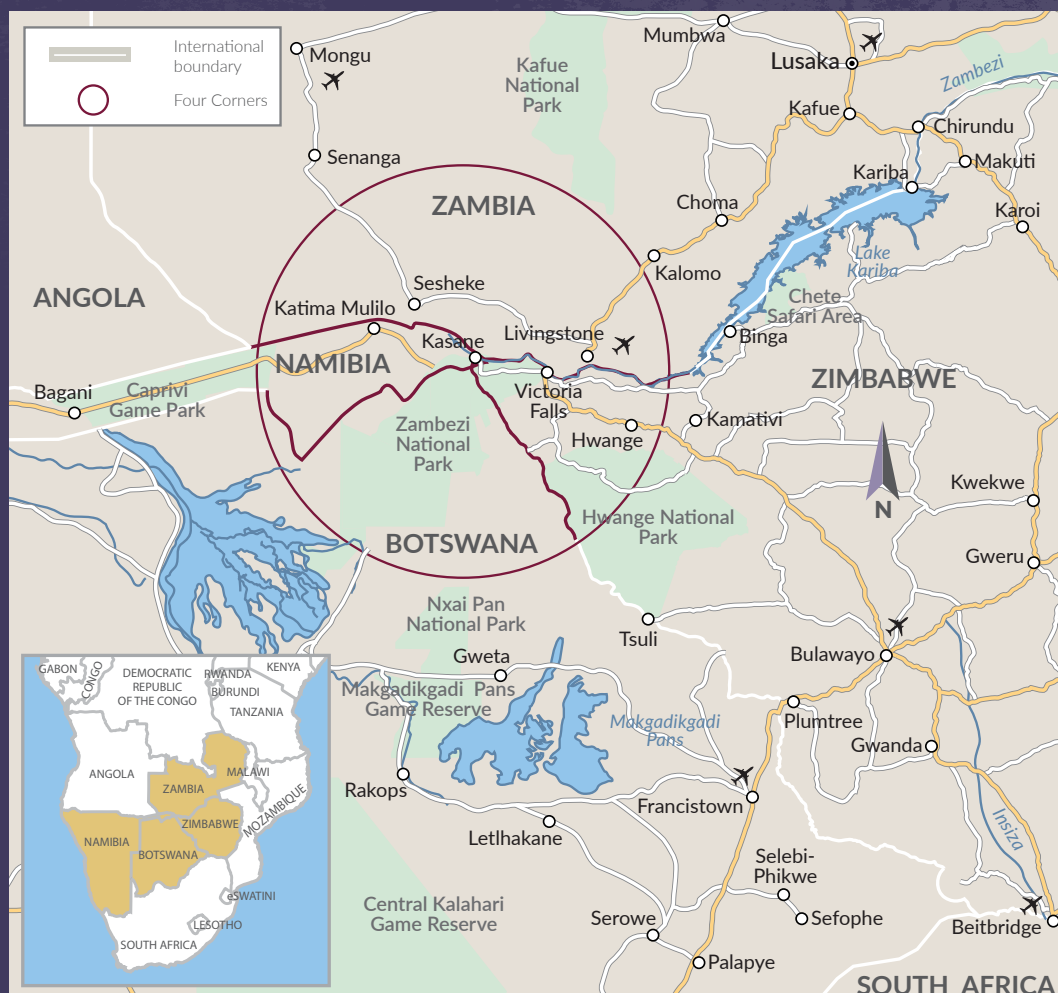 International
boundary
Four Corners
Mongu
Mumbwa
Lusaka
Kafue
National
Park
Zambezi
Kafue
Chirundu
Senanga
Makuti
Kariba
ZAMBIA
Choma
Karoi
Lake
Kariba
Kalomo
Sesheke
ANGOLA
Katima Mulilo
Chete
Safari Area
Livingstone
Binga
Kasane
NAMIBIA
ZIMBABWE
Bagani
Caprivi
Game Park
Victoria
Falls
Kamativi
Zambezi
National
Park
Hwange
N
Kwekwe
Hwange National
Park
BOTSWANA
Gweru
Nxai Pan
National Park
Tsuli
Gweta
Bulawayo
Makgadikgadi Pans
Game Reserve
Makgadikgadi
Pans
Plumtree
Gwanda
Rakops
Francistown
Letlhakane
Insiza
Selebi-
Phikwe
Central Kalahari
Game Reserve
Serowe
Sefophe
Beitbridge
Palapye
SOUTH AFRICA
GABON
CONGO
DEMOCRATIC
REPUBLIC
OF THE CONGO
RWANDA
BURUNDI
KENYA
TANZANIA
ANGOLA
MALAWI
ZAMBIA
MOZAMBIQUE
ZIMBABWE
NAMIBIA
BOTSWANA
eSWATINI
LESOTHO
SOUTH AFRICA